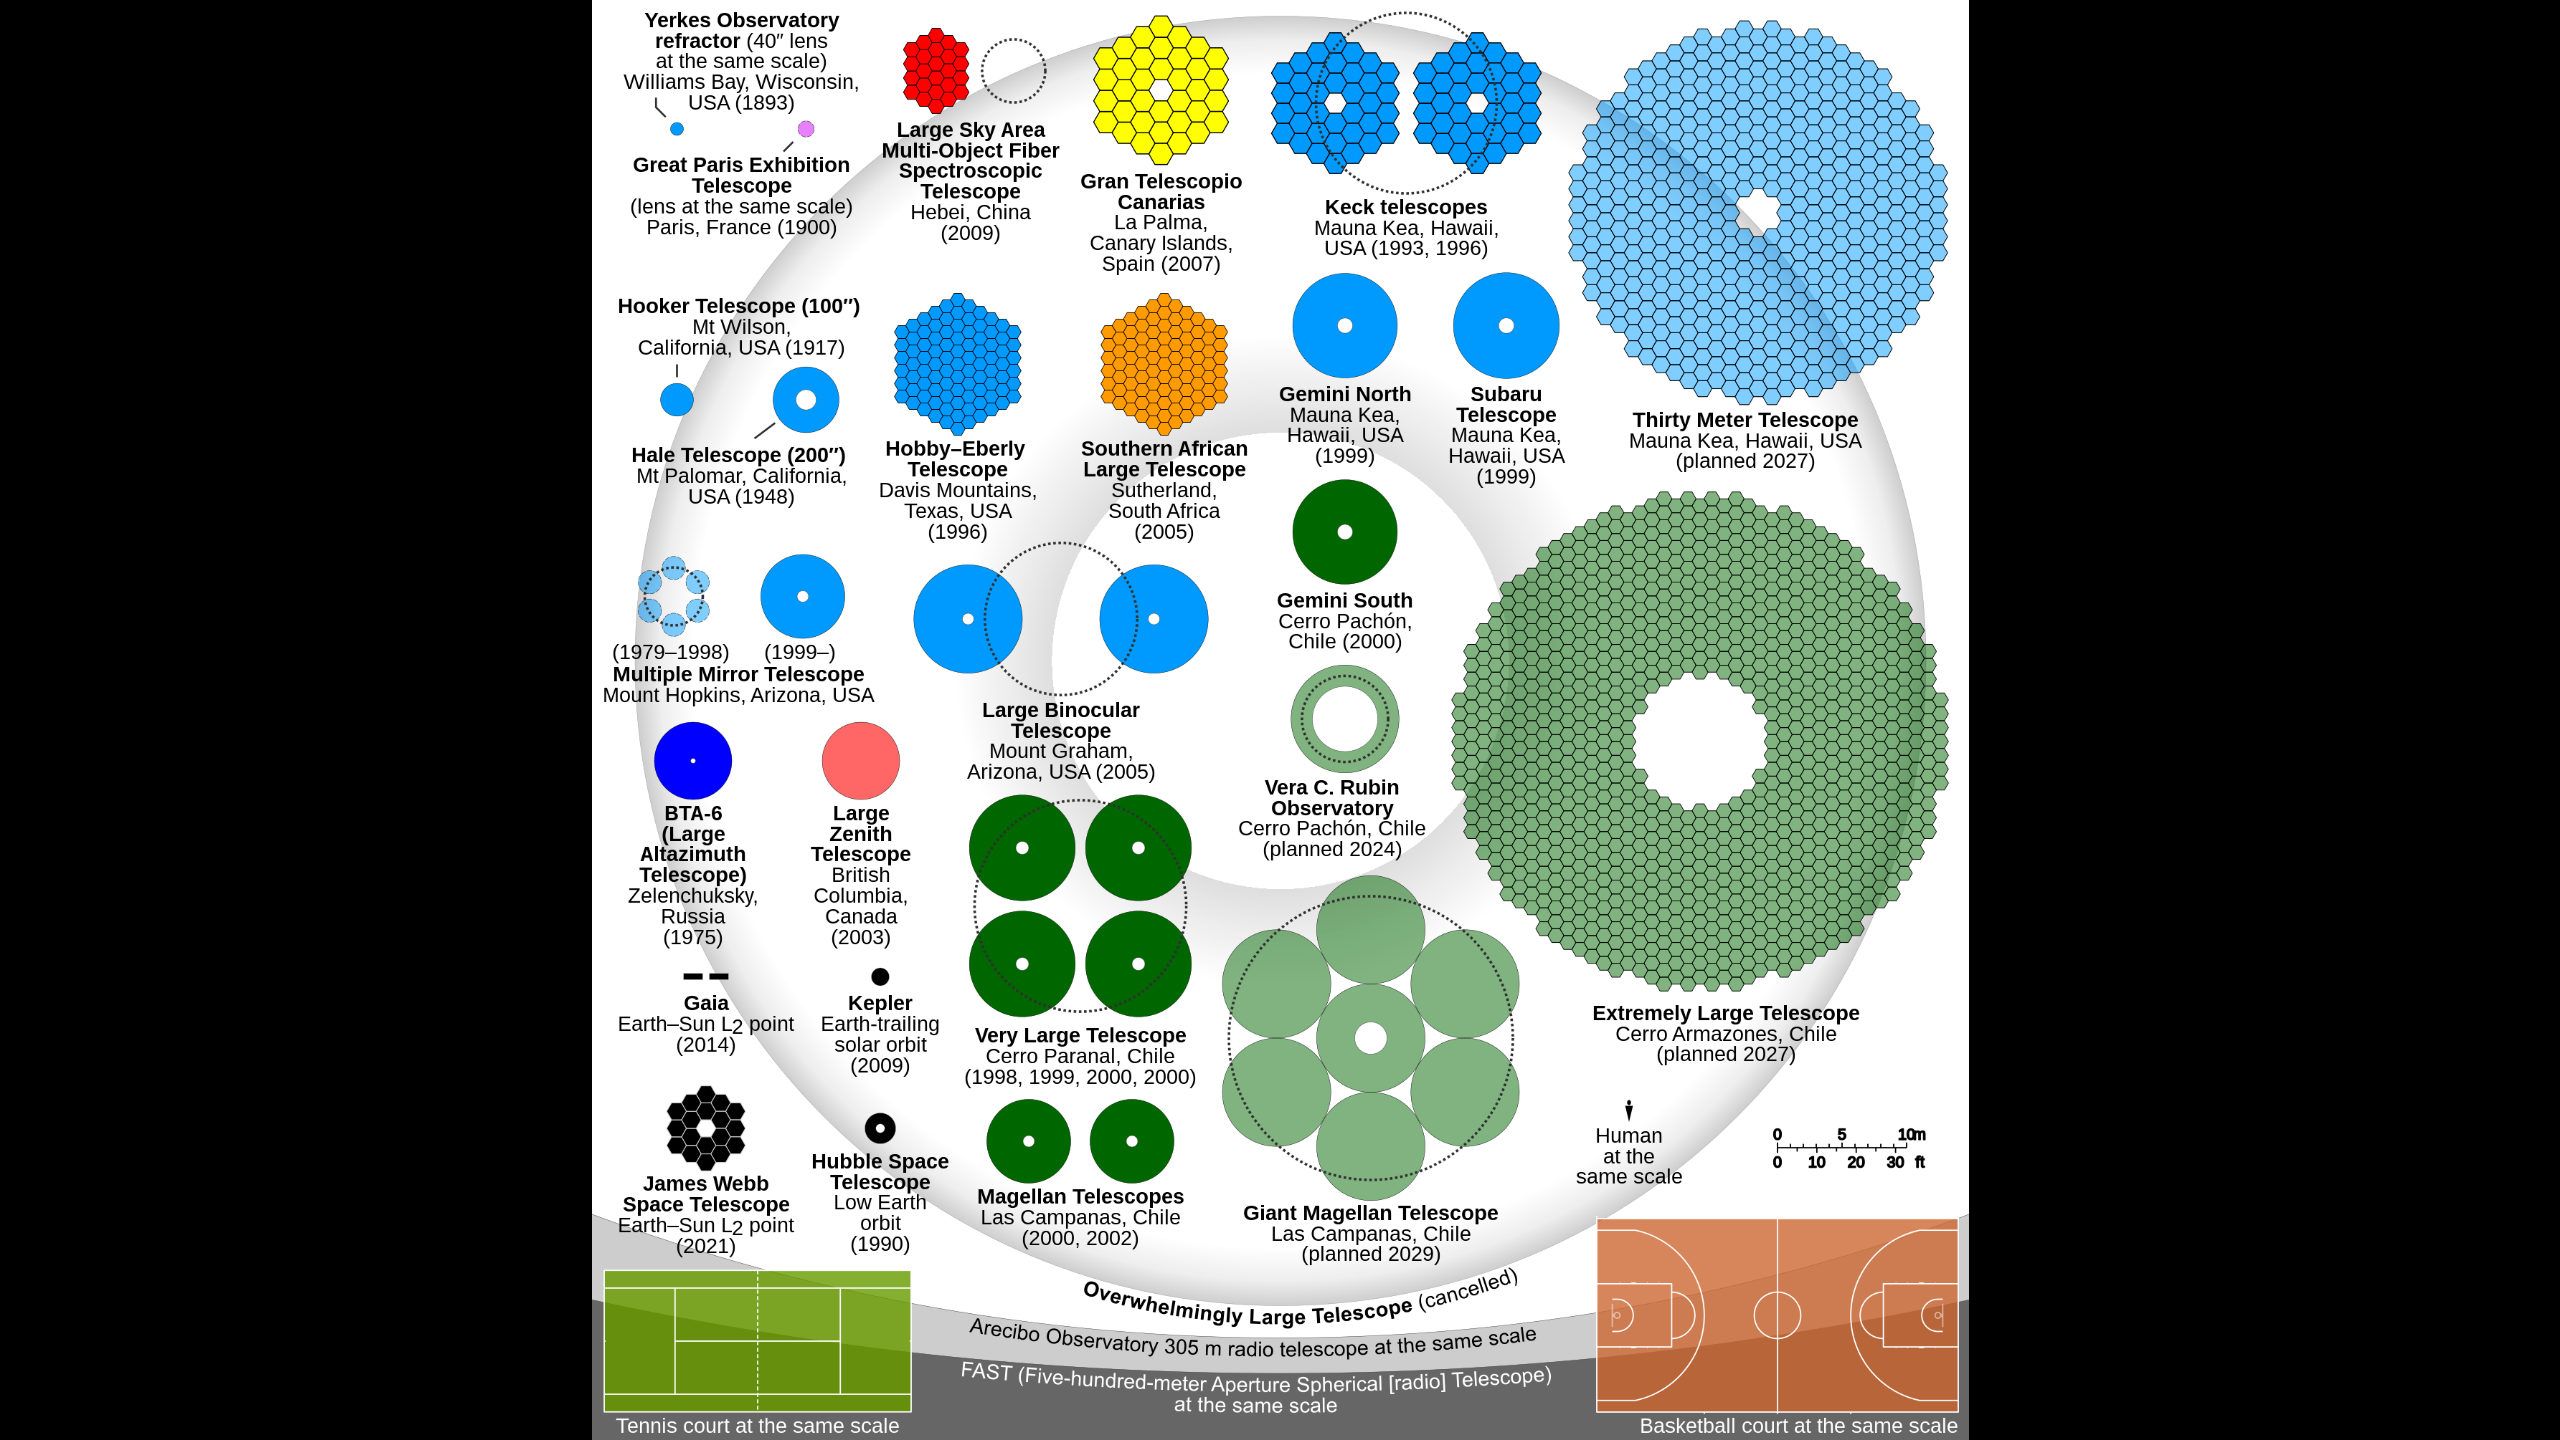 Yerkes Observatory
refractor (40″ lens
at the same scale)
Williams Bay, Wisconsin,
USA (1893)
Great Paris Exhibition
Telescope
(lens at the same scale)
Paris, France (1900)
Large Sky Area
Multi-Object Fiber
Spectroscopic
Telescope
Hebei, China
(2009)
Gran Telescopio
Canarias
La Palma,
Canary Islands,
Spain (2007)
Keck telescopes
Mauna Kea, Hawaii,
USA (1993, 1996)
Thirty Meter Telescope
Mauna Kea, Hawaii, USA
(planned 2027)
Hooker Telescope (100″)
Mt Wilson,
California, USA (1917)
Hale Telescope (200″)
Mt Palomar, California,
USA (1948)
Hobby–Eberly
Telescope
Davis Mountains,
Texas, USA
(1996)
Southern African
Large Telescope
Sutherland,
South Africa
(2005)
Gemini North
Mauna Kea,
Hawaii, USA
(1999)
Subaru
Telescope
Mauna Kea,
Hawaii, USA
(1999)
Gemini South
Cerro Pachón,
Chile (2000)
(1979–1998) (1999–)
Multiple Mirror Telescope
Mount Hopkins, Arizona, USA
Large Binocular
Telescope
Mount Graham,
Arizona, USA (2005)
Vera C. Rubin
Observatory
Cerro Pachón, Chile
(planned 2024)
BTA-6
(Large
Altazimuth
Telescope)
Zelenchuksky,
Russia
(1975)
Large
Zenith
Telescope
British
Columbia,
Canada
(2003)
Gaia
Earth–Sun L2 point
(2014)
Kepler
Earth-trailing
solar orbit
(2009)
Very Large Telescope
Cerro Paranal, Chile
(1998, 1999, 2000, 2000)
Extremely Large Telescope
Cerro Armazones, Chile
(planned 2027)
James Webb
Space Telescope
Earth–Sun L2 point
(2021)
Hubble Space
Telescope
Low Earth
orbit
(1990)
Magellan Telescopes
Las Campanas, Chile
(2000, 2002)
Giant Magellan Telescope
Las Campanas, Chile
(planned 2029)
Human
at the
same scale
0 5 10m
0 10 20 30 ft
Overwhelmingly Large Telescope (cancelled)
Arecibo Observatory 305 m radio telescope at the same scale
FAST (Five-hundred-meter Aperture Spherical [radio] Telescope)
at the same scale
Tennis court at the same scale
Basketball court at the same scale